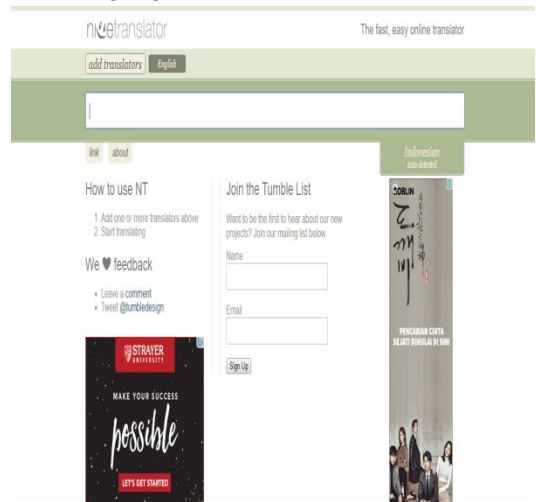 nicetranslator
The fast, easy online translator
add translators English
link about
Indonesian
auto-detected
How to use NT
1 Add one or more translators above
2 Start translating
We ♥ feedback
• Leave a comment
• Tweet @tumbledesign
Join the Tumble List
Want to be the first to hear about our new
projects? Join our mailing list below.
Name
Email
Sign Up
STRAYER
UNIVERSITY
MAKE YOUR SUCCESS
possible
LET'S GET STARTED
GOBLIN
도깨비
PENCARIAN CINTA
SEJATI DIMULAI DI SINI